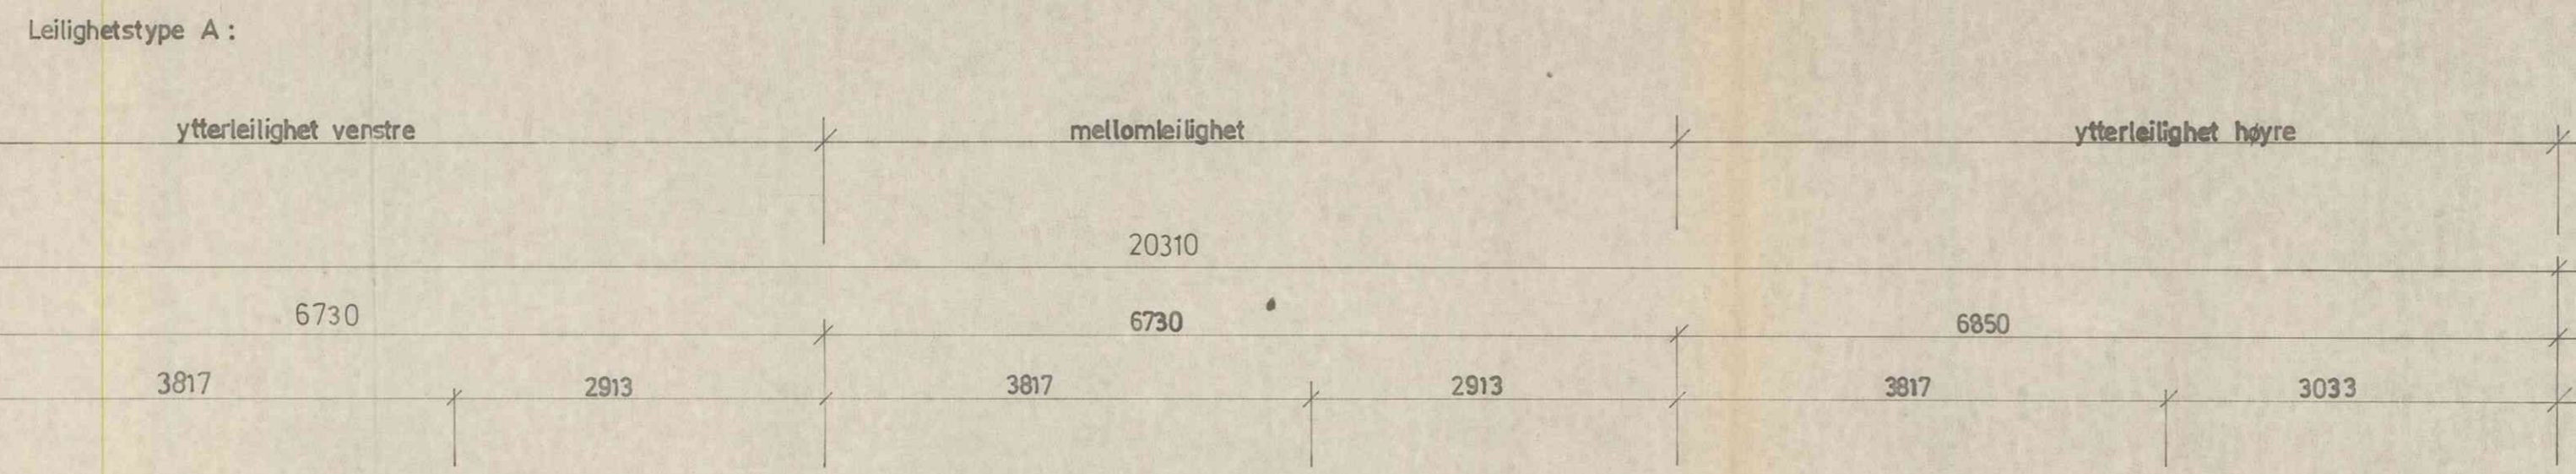 Leilighetstype A:
ytterleilighet venstre mellomleilighet ytterleilighet høyre
20310
6730 6730 6850
3817 2913 3817 2913 3817 3033